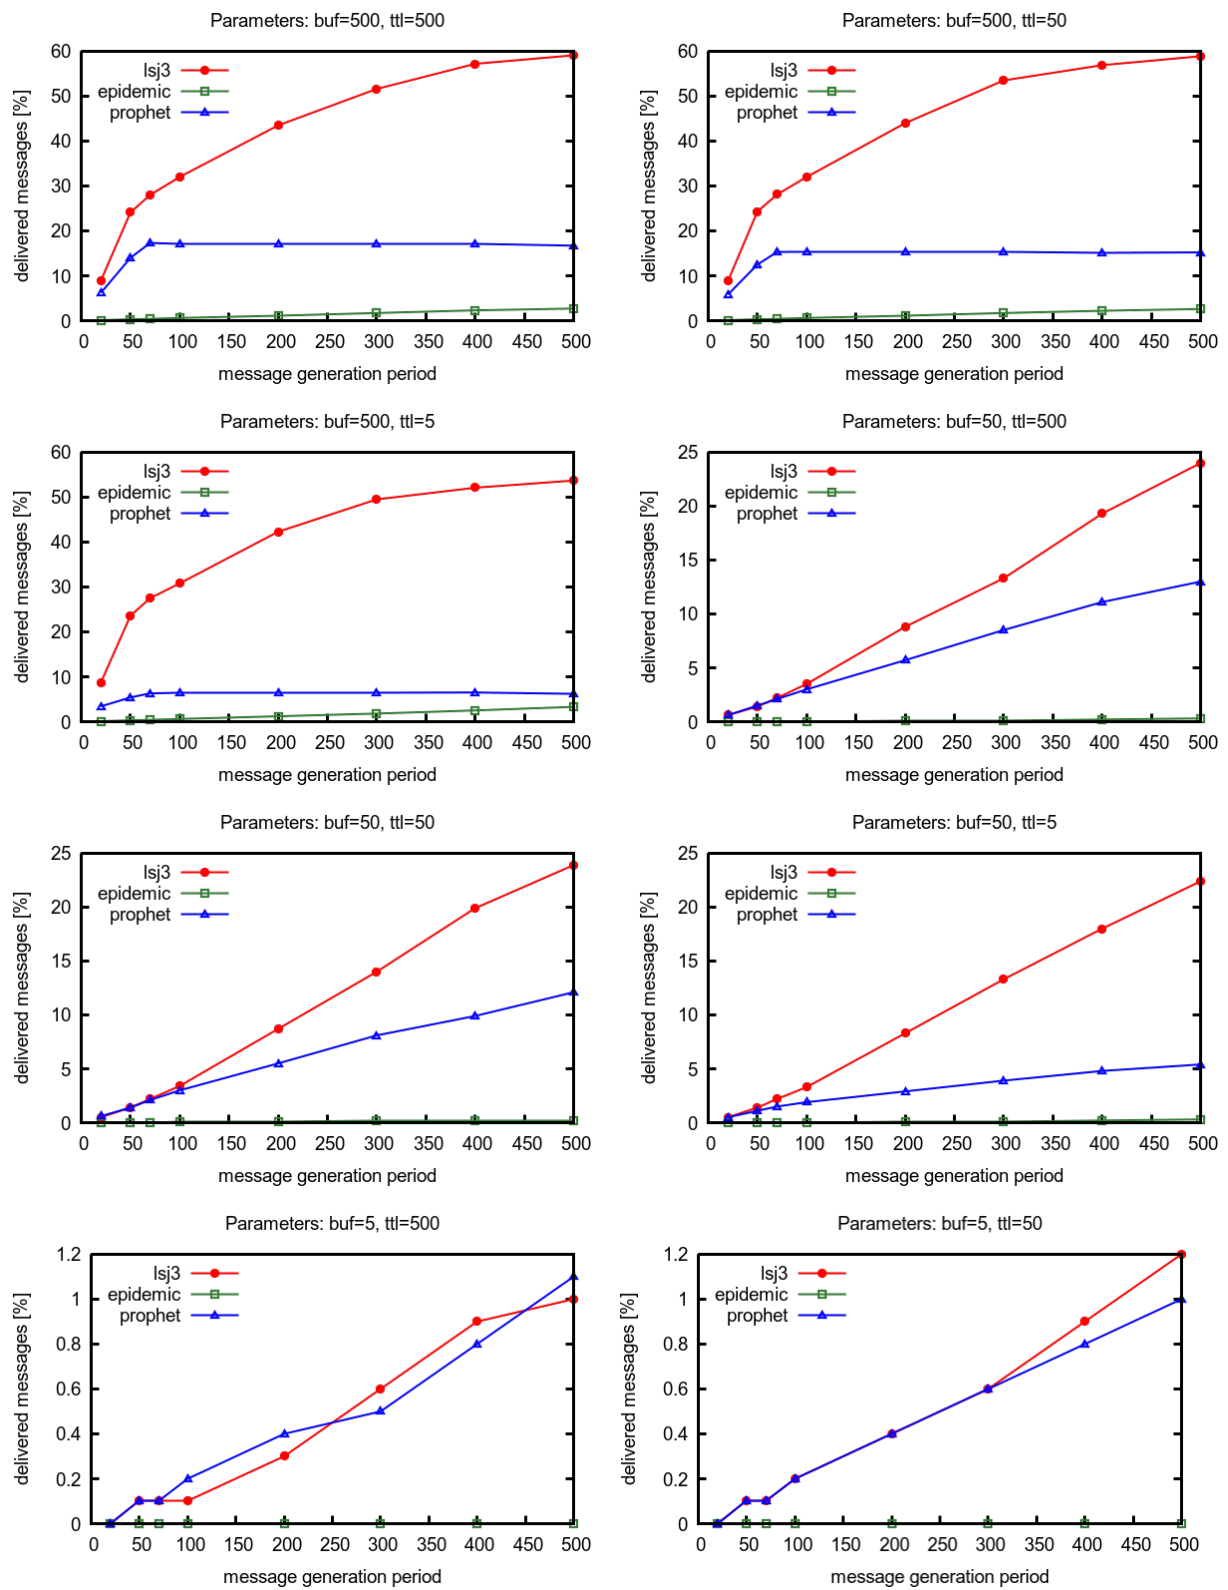 Parameters: buf=500, ttl=500
60
50
40
30
20
10
0
0 50 100 150 200 250 300 350 400 450 500
delivered messages [%]
message generation period
lsj3
epidemic
prophet
Parameters: buf=500, ttl=50
60
50
40
30
20
10
0
0 50 100 150 200 250 300 350 400 450 500
delivered messages [%]
message generation period
lsj3
epidemic
prophet
Parameters: buf=500, ttl=5
60
50
40
30
20
10
0
0 50 100 150 200 250 300 350 400 450 500
delivered messages [%]
message generation period
lsj3
epidemic
prophet
Parameters: buf=50, ttl=500
25
20
15
10
5
0
0 50 100 150 200 250 300 350 400 450 500
delivered messages [%]
message generation period
lsj3
epidemic
prophet
Parameters: buf=50, ttl=50
25
20
15
10
5
0
0 50 100 150 200 250 300 350 400 450 500
delivered messages [%]
message generation period
lsj3
epidemic
prophet
Parameters: buf=50, ttl=5
25
20
15
10
5
0
0 50 100 150 200 250 300 350 400 450 500
delivered messages [%]
message generation period
lsj3
epidemic
prophet
Parameters: buf=5, ttl=500
1.2
1
0.8
0.6
0.4
0.2
0
0 50 100 150 200 250 300 350 400 450 500
delivered messages [%]
message generation period
lsj3
epidemic
prophet
Parameters: buf=5, ttl=50
1.2
1
0.8
0.6
0.4
0.2
0
0 50 100 150 200 250 300 350 400 450 500
delivered messages [%]
message generation period
lsj3
epidemic
prophet